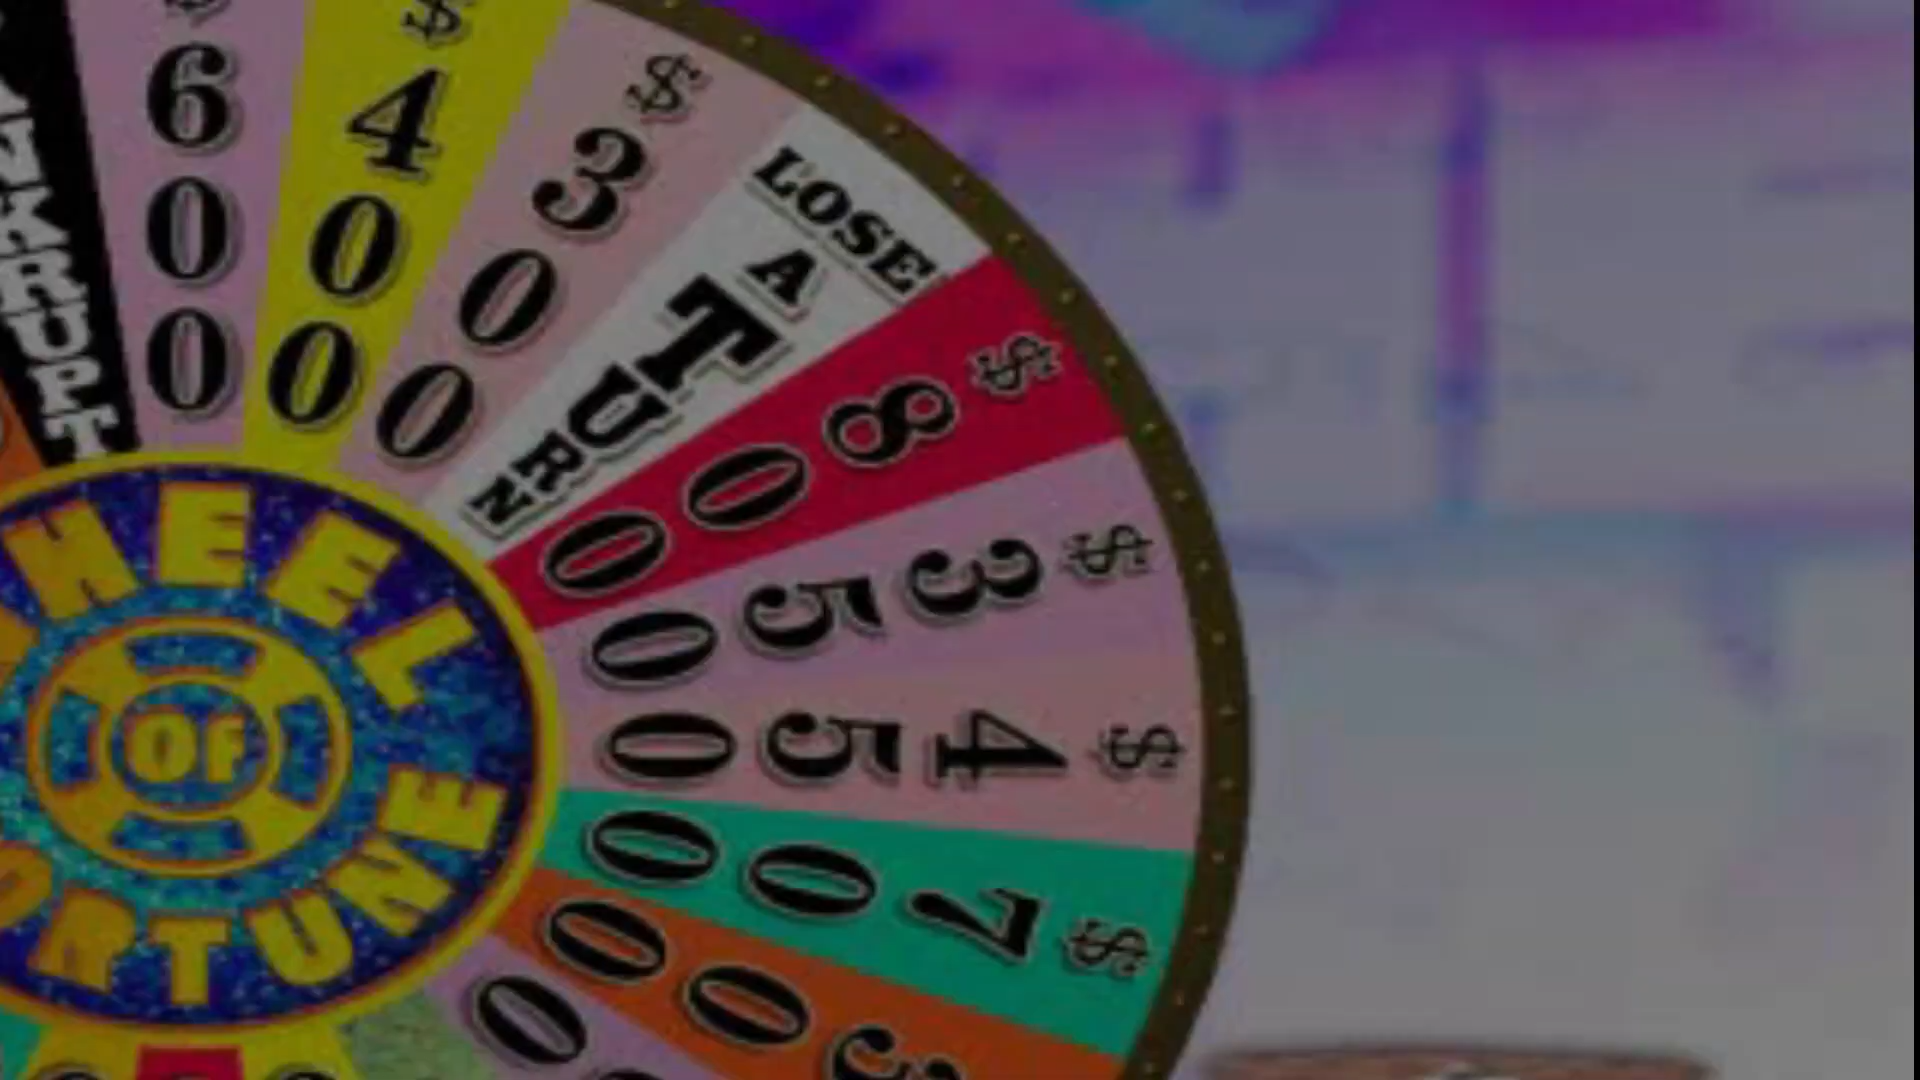 BANKRUPT
$600
$400
$300
LOSE A TURN
$800
$350
$450
$700
WHEEL
OF
FORTUNE